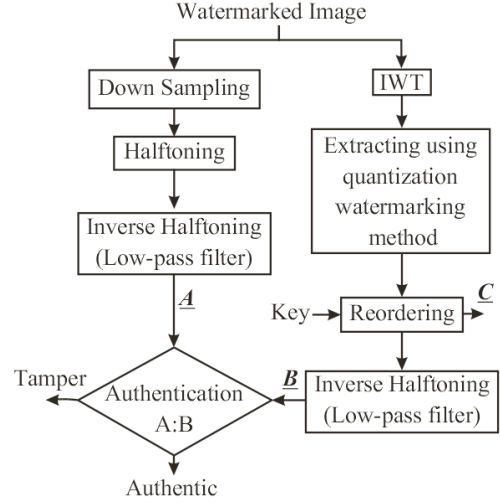 Watermarked Image
Down Sampling
IWT
Halftoning
Extracting using
quantization
watermarking
method
Inverse Halftoning
(Low-pass filter)
A
C
Key
Reordering
Tamper
Authentication
A:B
B
Inverse Halftoning
(Low-pass filter)
Authentic